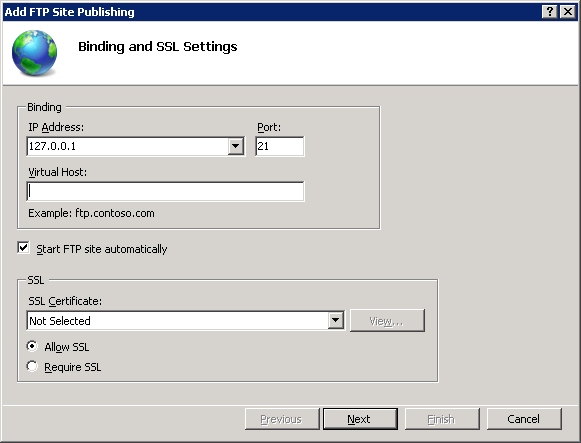 Add FTP Site Publishing
Binding and SSL Settings
Binding
IP Address: Port:
127.0.0.1 21
Virtual Host:
Example: ftp.contoso.com
Start FTP site automatically
SSL
SSL Certificate:
Not Selected View...
Allow SSL
Require SSL
Previous Next Finish Cancel